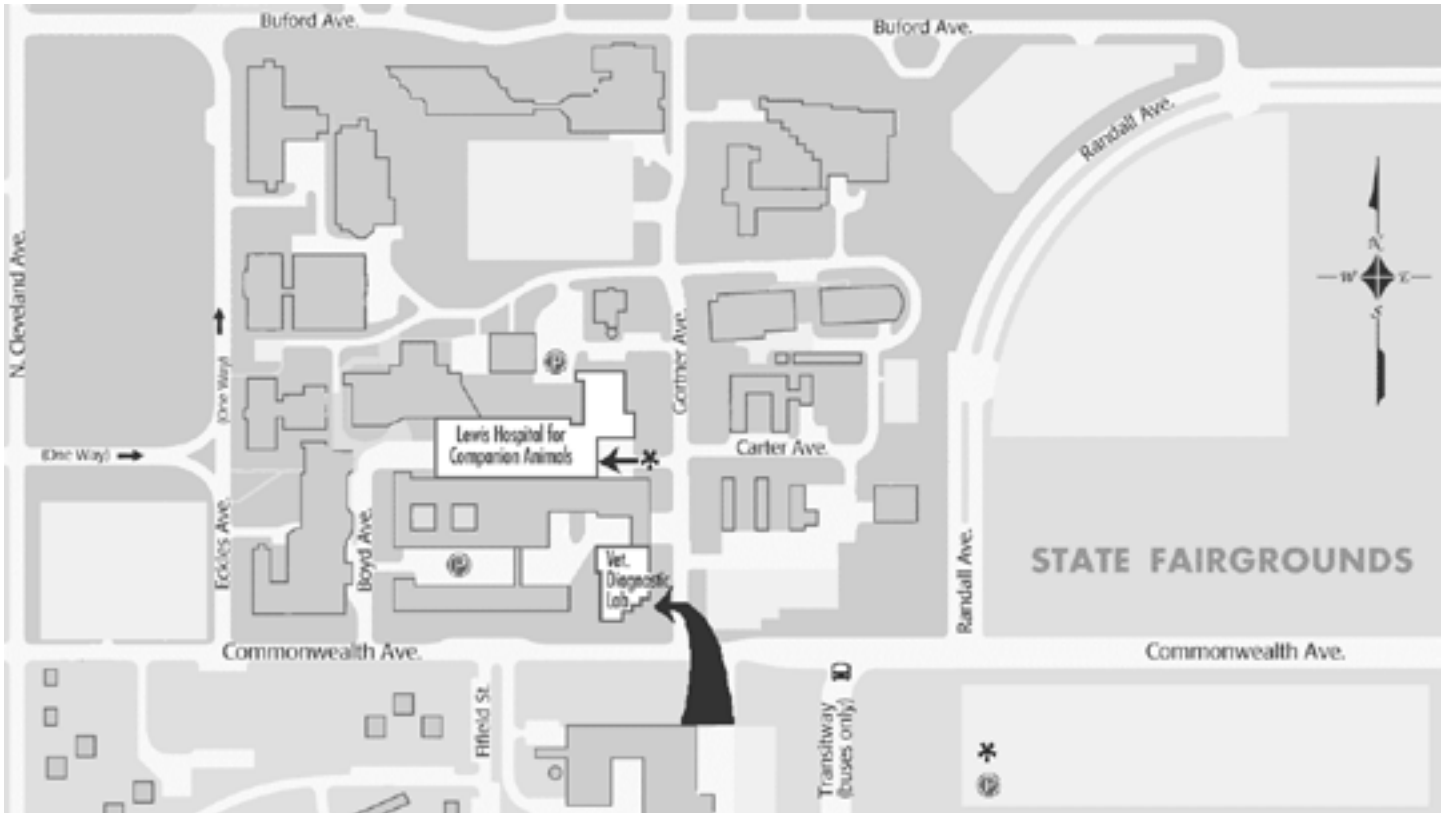 Buford Ave.
Buford Ave.
Randall Ave.
N. Cleveland Ave.
N
W
E
S
Gortner Ave.
(One Way)
P
Lewis Hospital for
Companion Animals
*
Carter Ave.
(One Way)
Eckles Ave.
Boyd Ave.
P
Vet.
Diagnostic
Lab
Randall Ave.
STATE FAIRGROUNDS
Commonwealth Ave.
Commonwealth Ave.
Fifield St.
Transitway
(buses only)
*
P